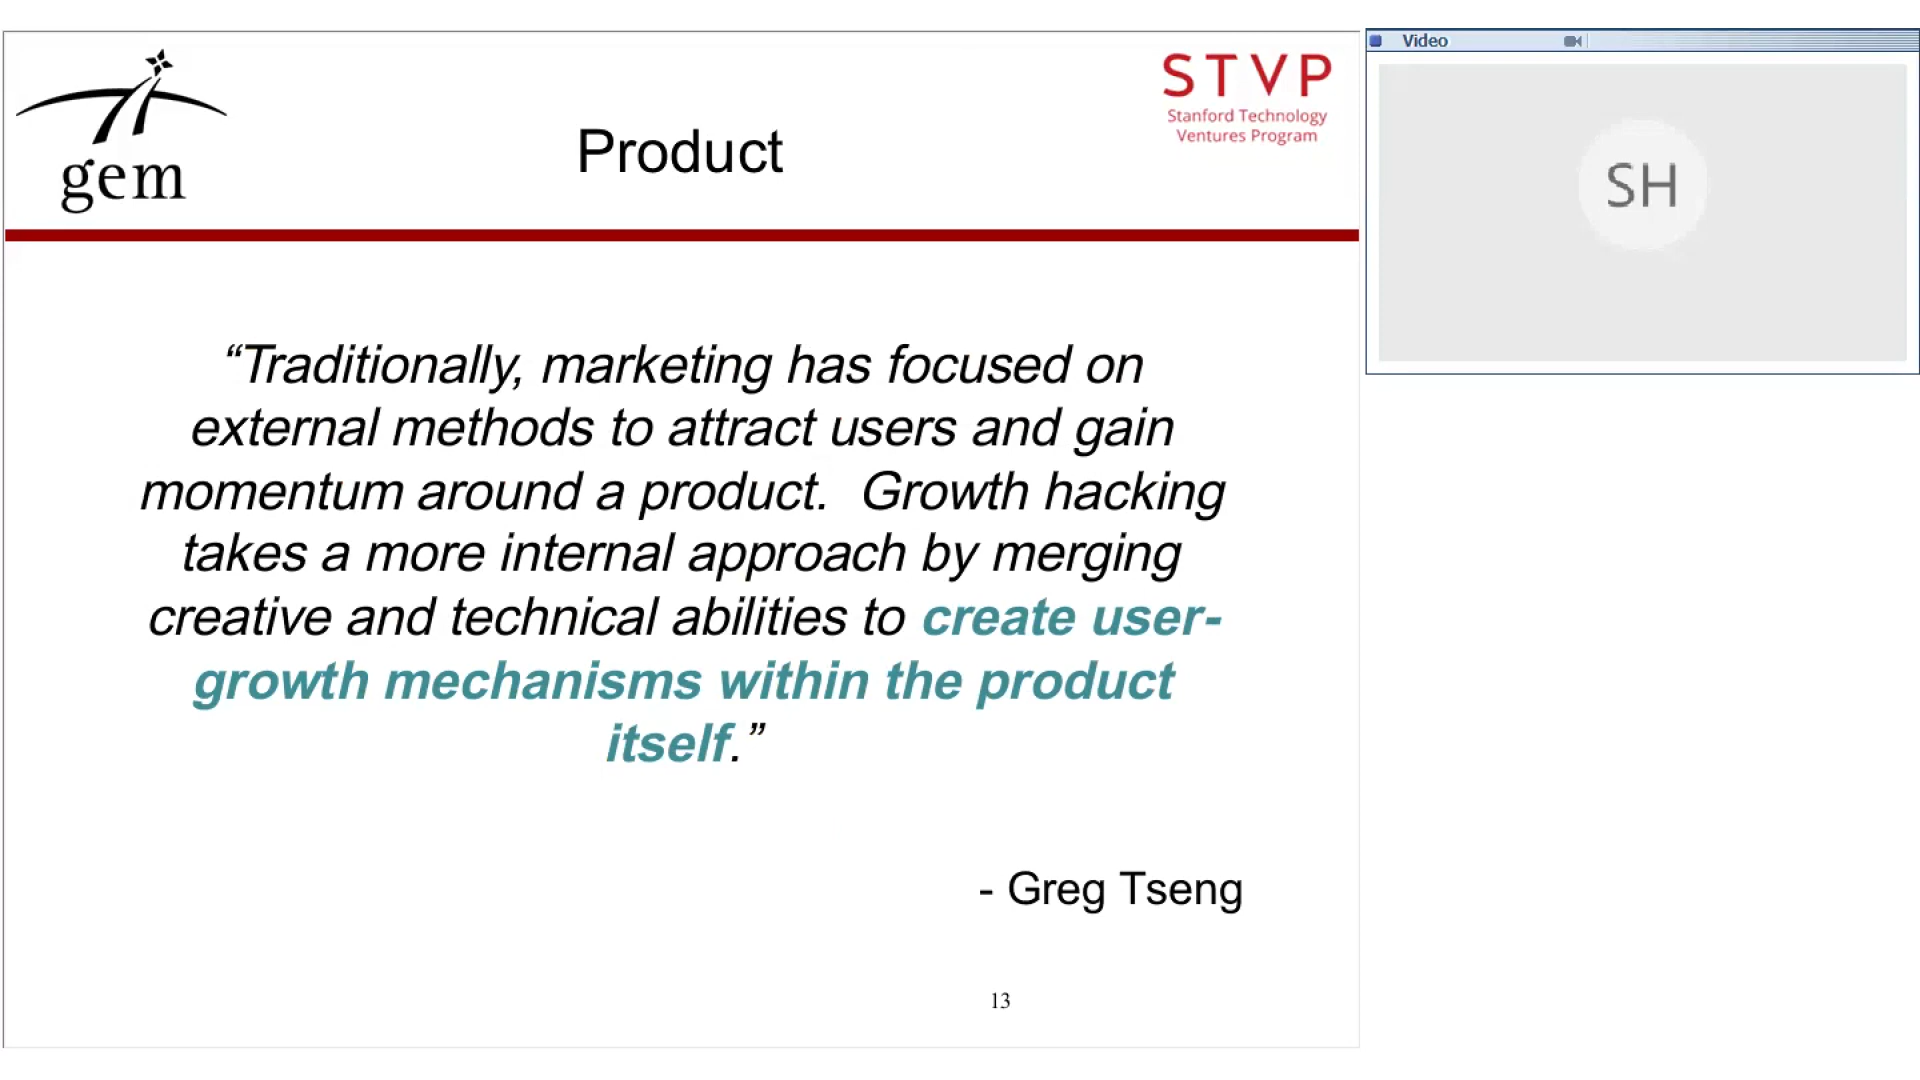 gem
Product
STVP
Stanford Technology
Ventures Program
“Traditionally, marketing has focused on
external methods to attract users and gain
momentum around a product.  Growth hacking
takes a more internal approach by merging
creative and technical abilities to create user-
growth mechanisms within the product
itself.”
- Greg Tseng
13
Video
SH